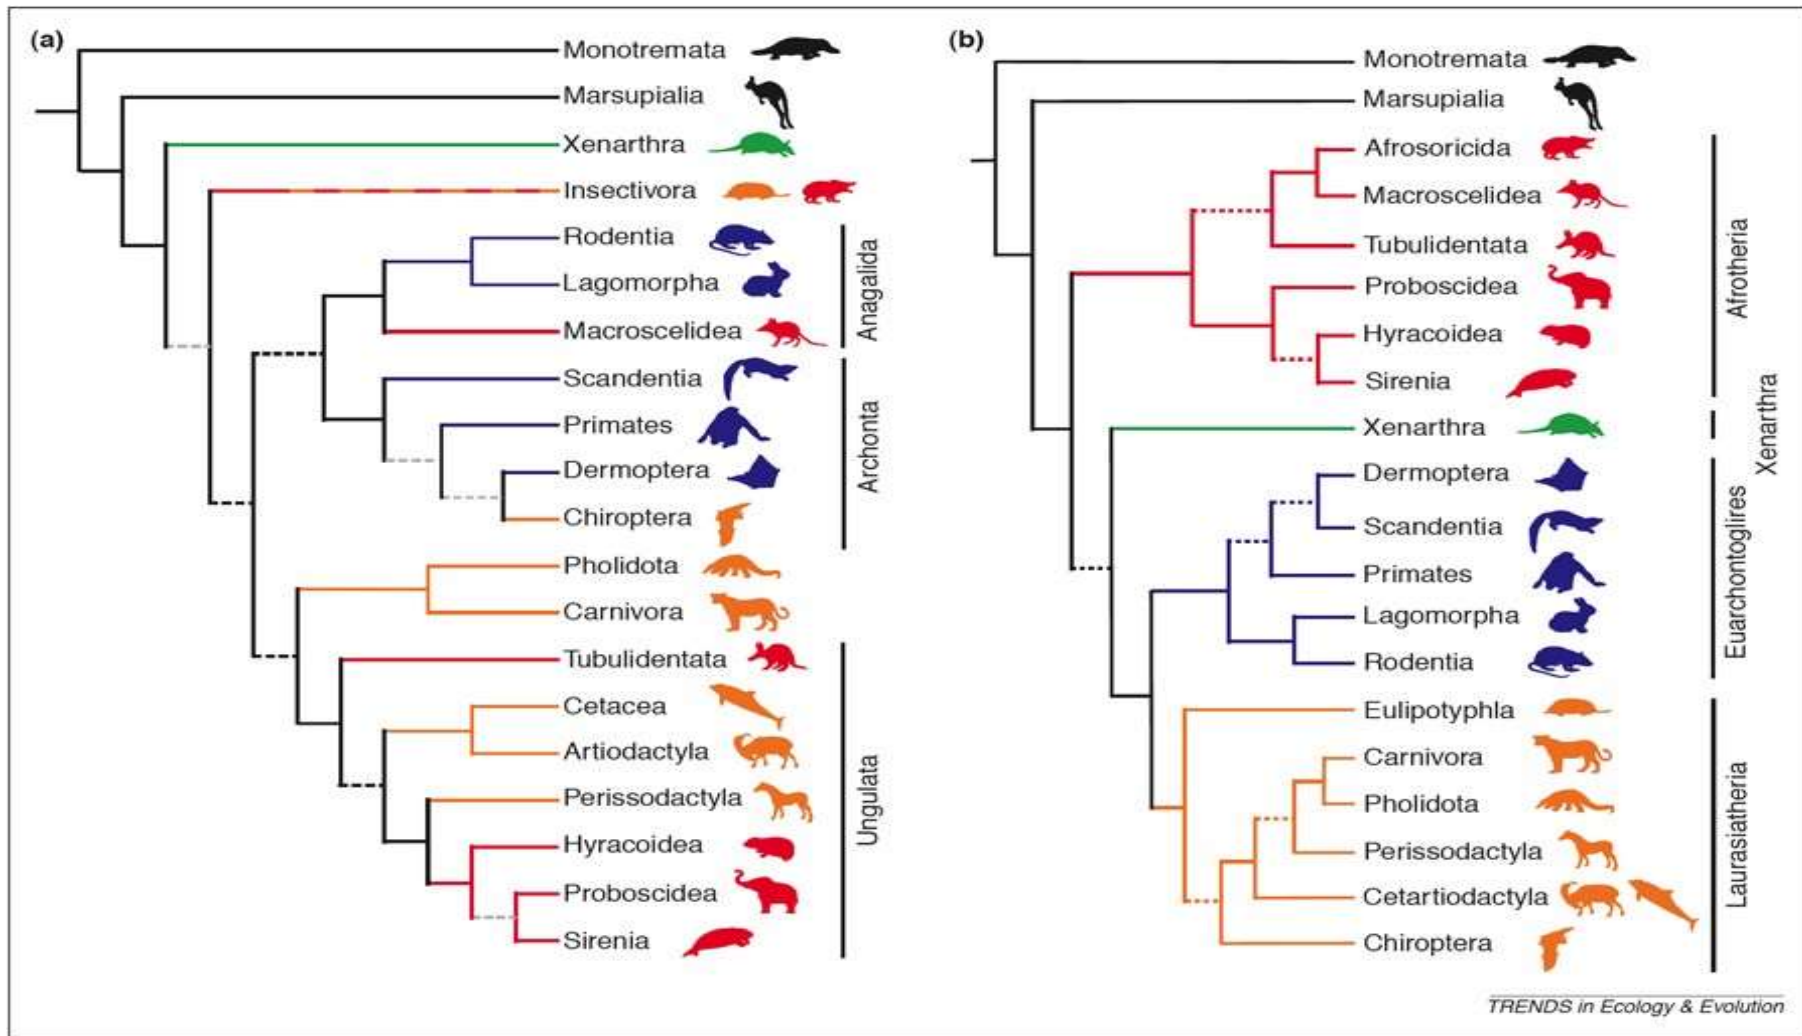 (a)
Monotremata
Marsupialia
Xenarthra
Insectivora
Rodentia
Lagomorpha
Macroscelidea
Scandentia
Primates
Dermoptera
Chiroptera
Pholidota
Carnivora
Tubulidentata
Cetacea
Artiodactyla
Perissodactyla
Hyracoidea
Proboscidea
Sirenia
Anagalida
Archonta
Ungulata
(b)
Monotremata
Marsupialia
Afrosoricida
Macroscelidea
Tubulidentata
Proboscidea
Hyracoidea
Sirenia
Xenarthra
Dermoptera
Scandentia
Primates
Lagomorpha
Rodentia
Eulipotyphla
Carnivora
Pholidota
Perissodactyla
Cetartiodactyla
Chiroptera
Afrotheria
Xenarthra
Euarchontoglires
Laurasiatheria
TRENDS in Ecology & Evolution